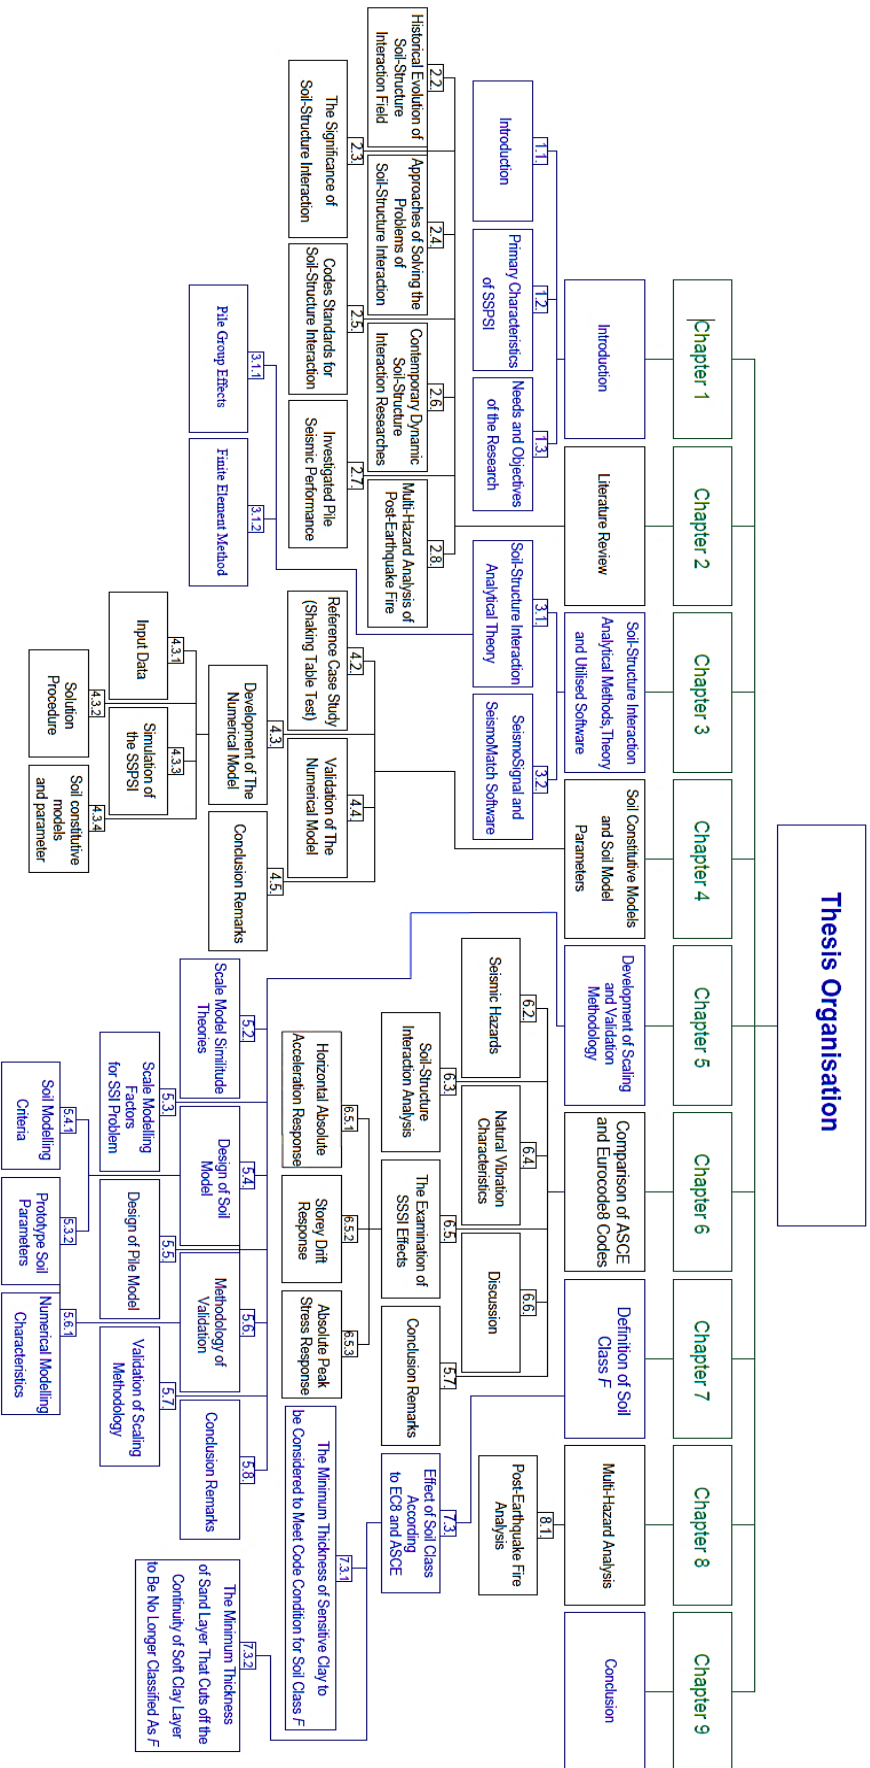 Thesis Organisation
Chapter 1
Chapter 2
Chapter 3
Chapter 4
Chapter 5
Chapter 6
Chapter 7
Chapter 8
Chapter 9
Introduction
Literature Review
Soil-Structure Interaction
Analytical Methods,Theory
and Utilised Software
Soil Constitutive Models
and Soil Model
Parameters
Development of Scaling
and Validation
Methodology
Comparison of ASCE
and Eurocode8 Codes
Definition of Soil
Class F
Multi-Hazard Analysis
Conclusion
1.1.
Introduction
1.2.
Primary Characteristics
of SSPSI
1.3.
Needs and Objectives
of the Research
2.2.
Historical Evolution of
Soil-Structure
Interaction Field
2.3.
The Significance of
Soil-Structure Interaction
2.4.
Approaches of Solving the
Problems of
Soil-Structure Interaction
2.5.
Codes Standards for
Soil-Structure Interaction
2.6.
Contemporary Dynamic
Soil-Structure
Interaction Researches
2.7.
Investigated Pile
Seismic Performance
2.8.
Multi-Hazard Analysis of
Post-Earthquake Fire
3.1.
Soil-Structure Interaction
Analytical Theory
3.2.
SeismoSignal and
SeismoMatch Software
3.1.1
Pile Group Effects
3.1.2
Finite Element Method
4.2.
Reference Case Study
(Shaking Table Test)
4.3.
Development of The
Numerical Model
4.4.
Validation of The
Numerical Model
4.5.
Conclusion Remarks
4.3.1
Input Data
4.3.2
Solution
Procedure
4.3.3
Simulation of
the SSPSI
4.3.4
Soil constitutive
models
and parameter
5.2.
Scale Model Similitude
Theories
5.3.
Scale Modelling
Factors
for SSI Problem
5.4.
Design of Soil
Model
5.5.
Design of Pile Model
5.6.
Methodology of
Validation
5.7.
Validation of Scaling
Methodology
5.8.
Conclusion Remarks
5.4.1
Soil Modelling
Criteria
5.3.2
Prototype Soil
Parameters
5.6.1
Numerical Modelling
Characteristics
6.2.
Seismic Hazards
6.3.
Soil-Structure
Interaction Analysis
6.4.
Natural Vibration
Characteristics
6.5.
The Examination of
SSSI Effects
6.6.
Discussion
5.7.
Conclusion Remarks
6.5.1
Horizontal Absolute
Acceleration Response
6.5.2
Storey Drift
Response
6.5.3
Absolute Peak
Stress Response
7.3.
Effect of Soil Class
According
to EC8 and ASCE
7.3.1
The Minimum Thickness of Sensitive Clay to
be Considered to Meet Code Condition for Soil Class F
7.3.2
The Minimum Thickness
of Sand Layer That Cuts off the
Continuity of Soft Clay Layer
to Be No Longer Classified As F
8.1.
Post-Earthquake Fire
Analysis